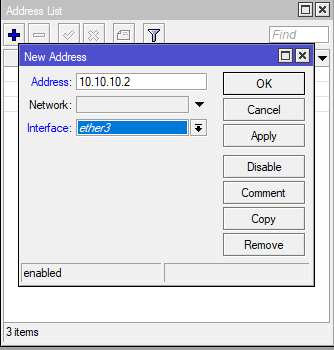 Address List
Find
New Address
Address: 10.10.10.2
Network:
Interface: ether3
OK
Cancel
Apply
Disable
Comment
Copy
Remove
enabled
3 items